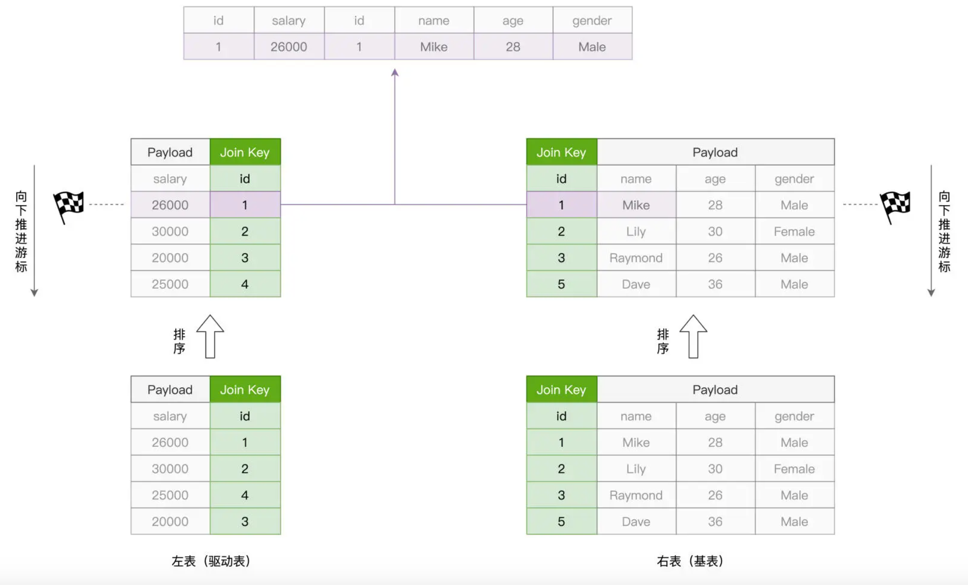 id salary id name age gender
1 26000 1 Mike 28 Male
Payload Join Key
salary id
26000 1
30000 2
20000 3
25000 4
Join Key Payload
id name age gender
1 Mike 28 Male
2 Lily 30 Female
3 Raymond 26 Male
5 Dave 36 Male
向下推进游标
向下推进游标
排序
排序
Payload Join Key
salary id
26000 1
30000 2
25000 4
20000 3
Join Key Payload
id name age gender
1 Mike 28 Male
2 Lily 30 Female
3 Raymond 26 Male
5 Dave 36 Male
左表（驱动表）
右表（基表）